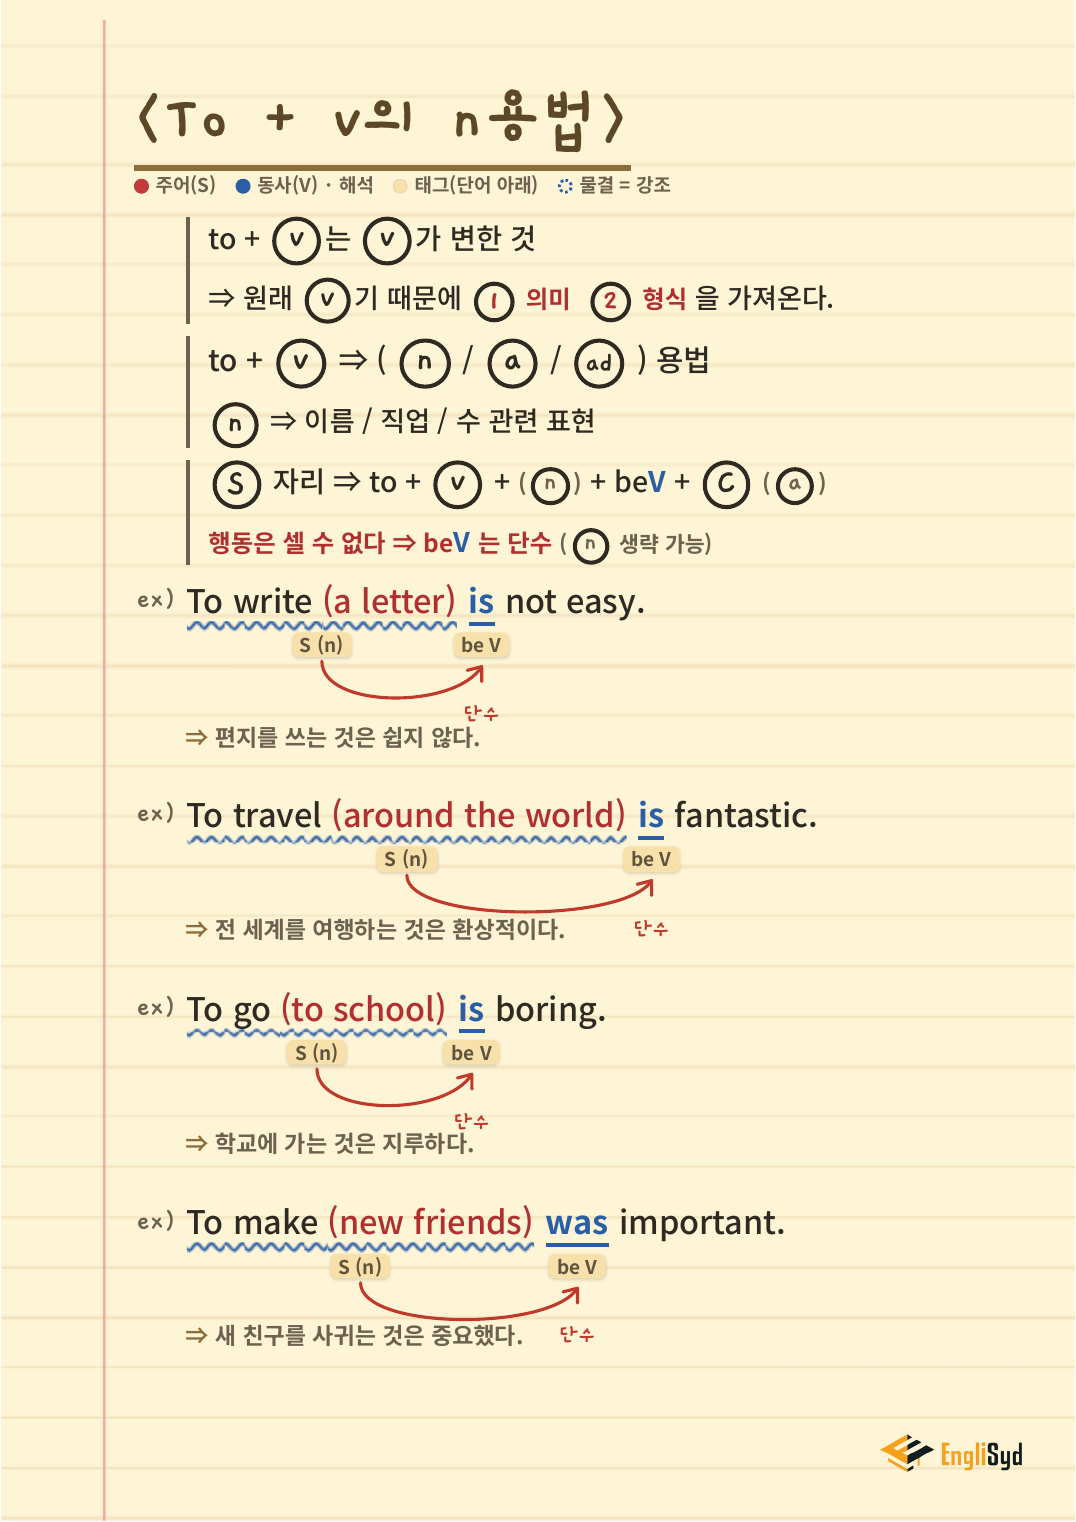 <To + v의 n용법>
주어(S) 동사(V) · 해석 태그(단어 아래) 물결 = 강조
to + v는 v가 변한 것
⇒ 원래 v기 때문에 1 의미 2 형식 을 가져온다.
to + v ⇒ ( n / a / ad ) 용법
n ⇒ 이름 / 직업 / 수 관련 표현
S 자리 ⇒ to + v + ( n ) + beV + C ( a )
행동은 셀 수 없다 ⇒ beV 는 단수 ( n 생략 가능)
ex) To write (a letter) is not easy.
S (n) be V
단수
⇒ 편지를 쓰는 것은 쉽지 않다.
ex) To travel (around the world) is fantastic.
S (n) be V
⇒ 전 세계를 여행하는 것은 환상적이다. 단수
ex) To go (to school) is boring.
S (n) be V
단수
⇒ 학교에 가는 것은 지루하다.
ex) To make (new friends) was important.
S (n) be V
⇒ 새 친구를 사귀는 것은 중요했다. 단수
EngliSyd